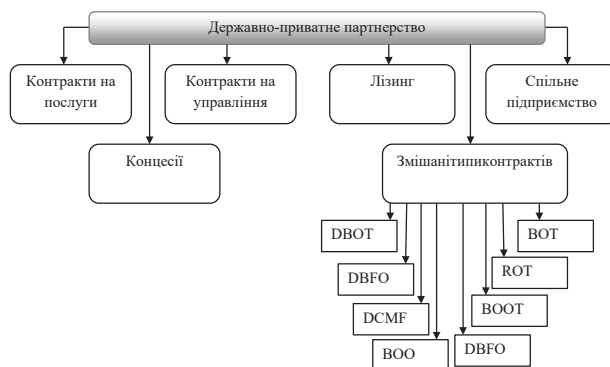 Державно-приватне партнерство
Контракти на
послуги
Контракти на
управління
Лізинг
Спільне
підприємство
Концесії
Змішанітипиконтрактів
DBOT
BOT
DBFO
ROT
DCMF
BOOT
BOO
DBFO